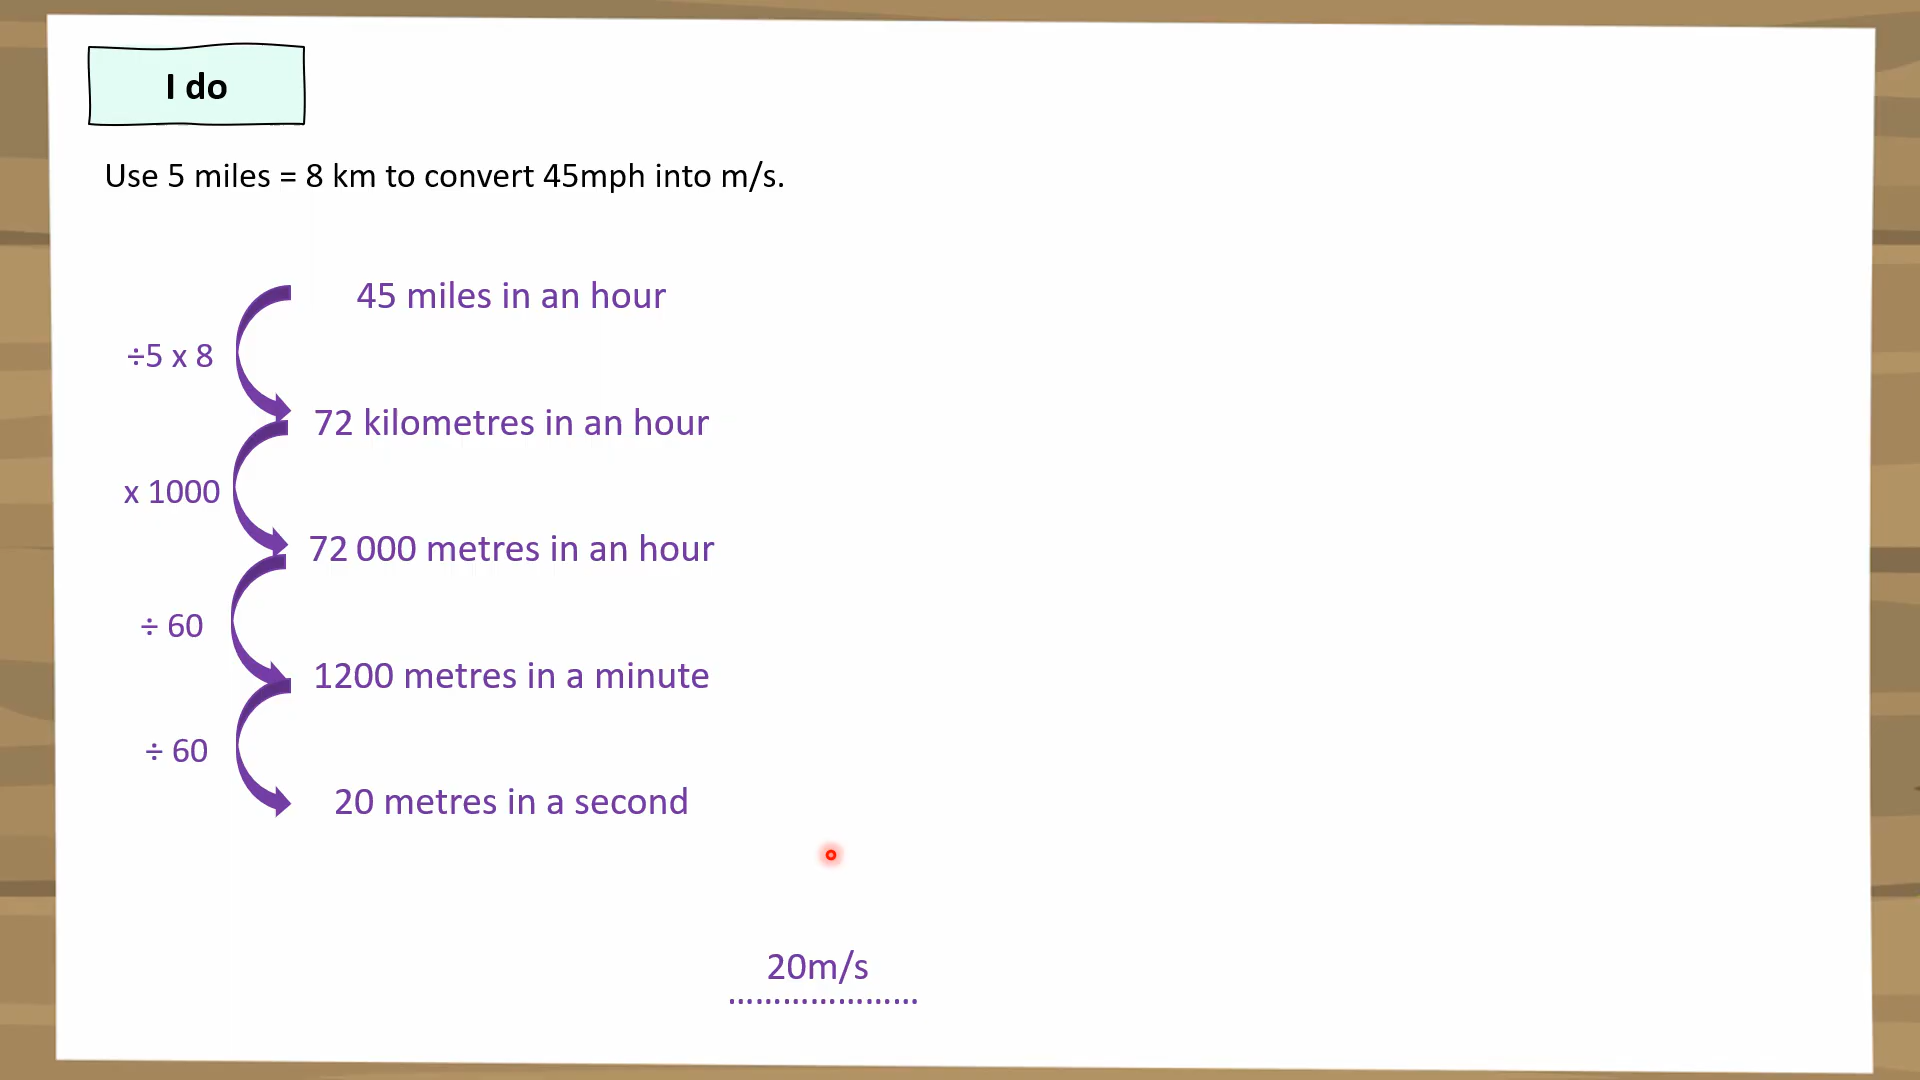 I do
Use 5 miles = 8 km to convert 45mph into m/s.
45 miles in an hour
÷5 x 8
72 kilometres in an hour
x 1000
72 000 metres in an hour
÷ 60
1200 metres in a minute
÷ 60
20 metres in a second
20m/s
.....................